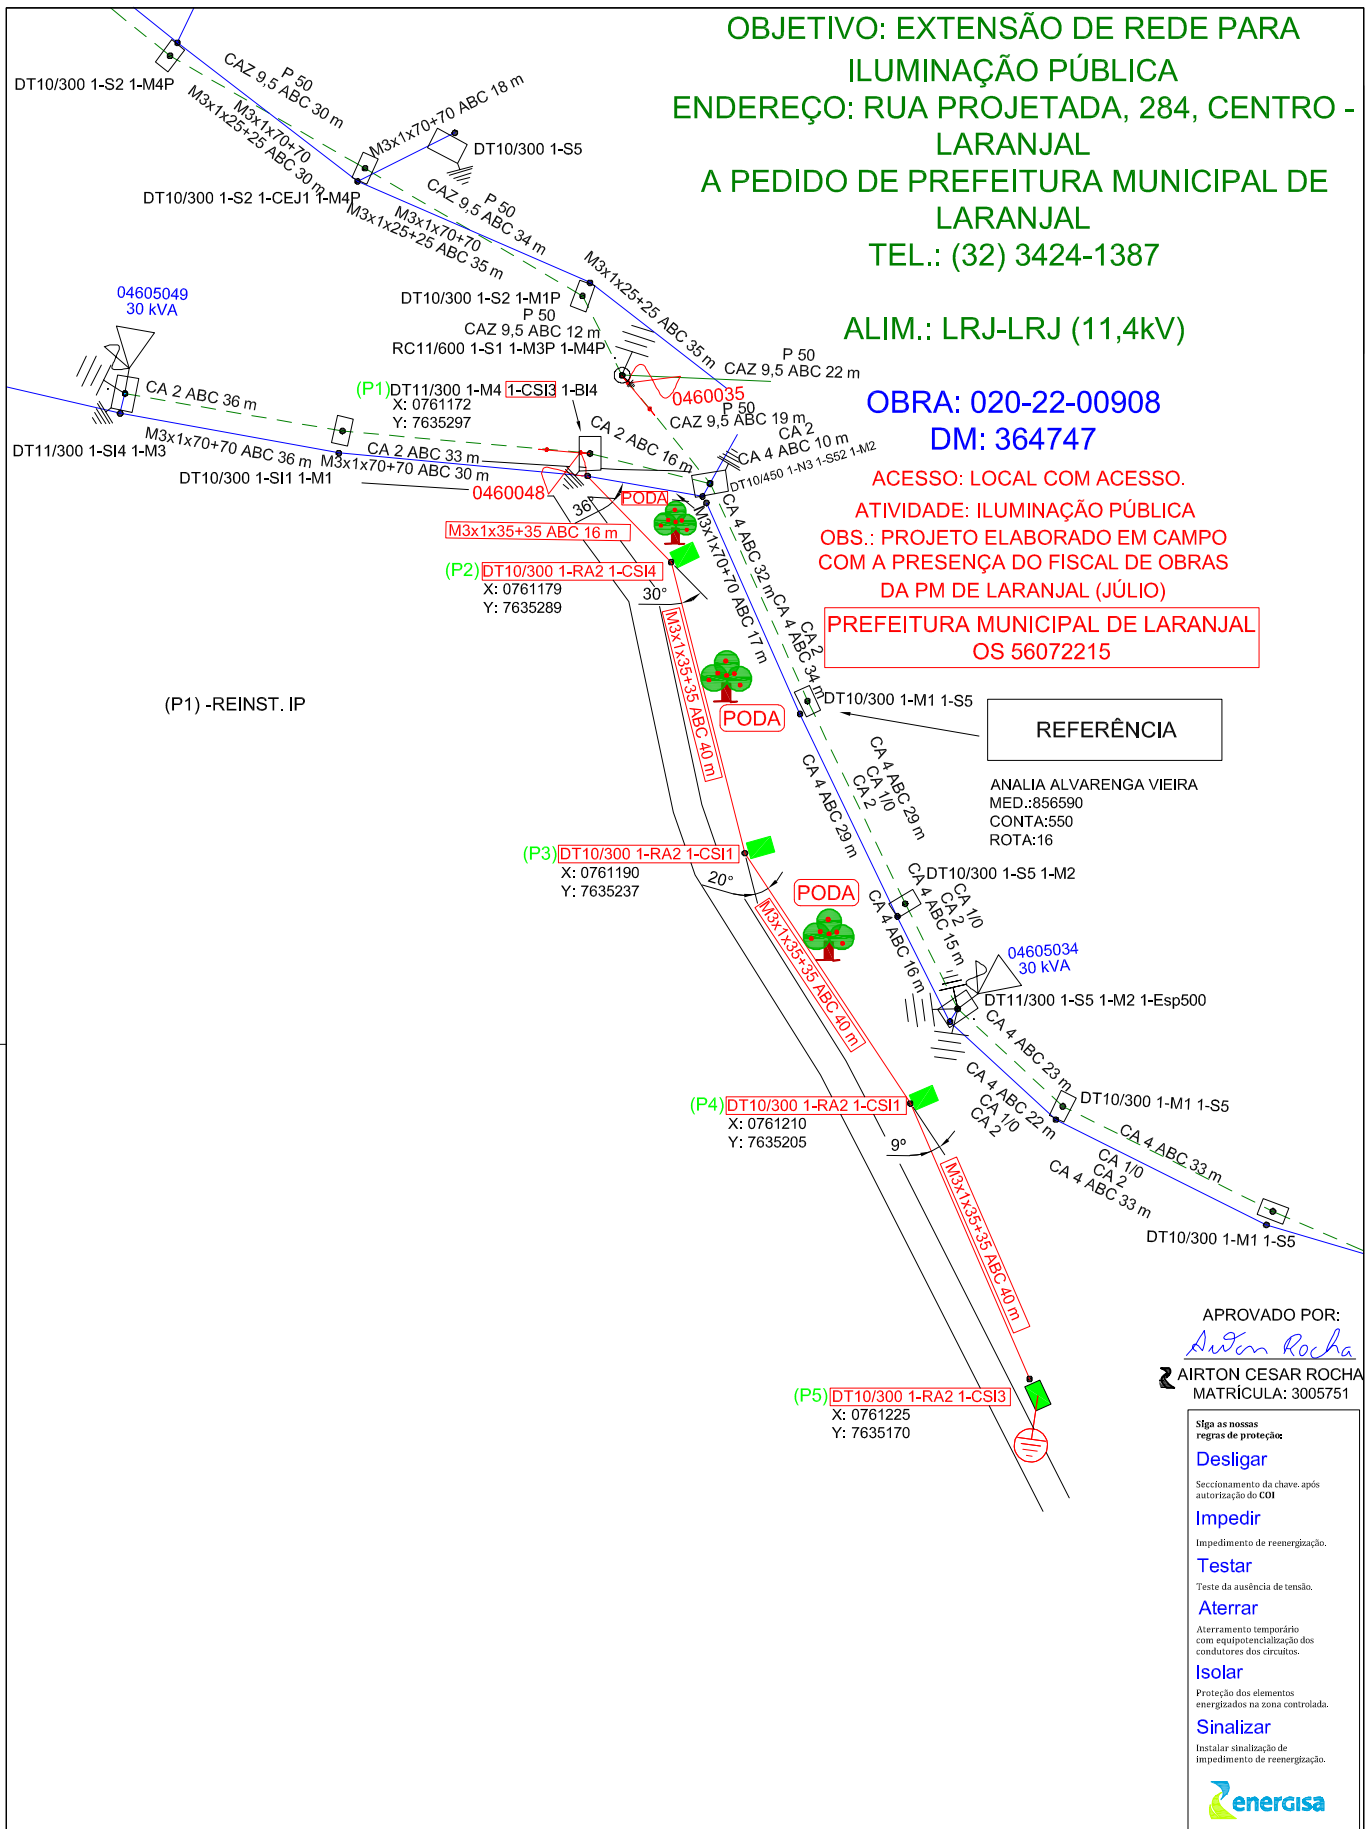 OBJETIVO: EXTENSÃO DE REDE PARA
ILUMINAÇÃO PÚBLICA
ENDEREÇO: RUA PROJETADA, 284, CENTRO -
LARANJAL
A PEDIDO DE PREFEITURA MUNICIPAL DE
LARANJAL
TEL.: (32) 3424-1387
ALIM.: LRJ-LRJ (11,4kV)
OBRA: 020-22-00908
DM: 364747
ACESSO: LOCAL COM ACESSO.
ATIVIDADE: ILUMINAÇÃO PÚBLICA
OBS.: PROJETO ELABORADO EM CAMPO
COM A PRESENÇA DO FISCAL DE OBRAS
DA PM DE LARANJAL (JÚLIO)
PREFEITURA MUNICIPAL DE LARANJAL
OS 56072215
DT10/300 1-S2 1-M4P
P 50
CAZ 9,5 ABC 30 m
M3x1x70+70
M3x1x25+25 ABC 30 m
M3x1x70+70 ABC 18 m
DT10/300 1-S5
DT10/300 1-S2 1-CEJ1 1-M4P
P 50
CAZ 9,5 ABC 34 m
M3x1x70+70
M3x1x25+25 ABC 35 m
M3x1x25+25 ABC 35 m
DT10/300 1-S2 1-M1P
P 50
CAZ 9,5 ABC 12 m
RC11/600 1-S1 1-M3P 1-M4P
P 50
CAZ 9,5 ABC 22 m
0460035
P 50
CAZ 9,5 ABC 19 m
CA 2
CA 4 ABC 10 m
DT10/450 1-N3 1-S52 1-M2
04605049
30 kVA
CA 2 ABC 36 m
DT11/300 1-SI4 1-M3
M3x1x70+70 ABC 36 m
DT10/300 1-SI1 1-M1
(P1) DT11/300 1-M4 1-CSI3 1-BI4
X: 0761172
Y: 7635297
CA 2 ABC 33 m
M3x1x70+70 ABC 30 m
CA 2 ABC 16 m
0460048
36º
PODA
M3x1x35+35 ABC 16 m
(P2) DT10/300 1-RA2 1-CSI4
X: 0761179
Y: 7635289
30°
M3x1x70+70 ABC 17 m
CA 4 ABC 32 m
CA 2
CA 4 ABC 34 m
M3x1x35+35 ABC 40 m
PODA
(P1) -REINST. IP
DT10/300 1-M1 1-S5
REFERÊNCIA
ANALIA ALVARENGA VIEIRA
MED.:856590
CONTA:550
ROTA:16
CA 4 ABC 29 m
CA 1/0
CA 2
CA 4 ABC 29 m
(P3) DT10/300 1-RA2 1-CSI1
X: 0761190
Y: 7635237
20°
PODA
DT10/300 1-S5 1-M2
CA 1/0
CA 2
CA 4 ABC 15 m
CA 4 ABC 16 m
M3x1x35+35 ABC 40 m
04605034
30 kVA
DT11/300 1-S5 1-M2 1-Esp500
CA 4 ABC 23 m
CA 4 ABC 22 m
CA 1/0
CA 2
DT10/300 1-M1 1-S5
(P4) DT10/300 1-RA2 1-CSI1
X: 0761210
Y: 7635205
9º
CA 4 ABC 33 m
CA 1/0
CA 2
CA 4 ABC 33 m
DT10/300 1-M1 1-S5
M3x1x35+35 ABC 40 m
(P5) DT10/300 1-RA2 1-CSI3
X: 0761225
Y: 7635170
APROVADO POR:
Airton Rocha
AIRTON CESAR ROCHA
MATRÍCULA: 3005751
Siga as nossas
regras de proteção:
Desligar
Seccionamento da chave. após
autorização do COI
Impedir
Impedimento de reenergização.
Testar
Teste da ausência de tensão.
Aterrar
Aterramento temporário
com equipotencialização dos
condutores dos circuitos.
Isolar
Proteção dos elementos
energizados na zona controlada.
Sinalizar
Instalar sinalização de
impedimento de reenergização.
energisa